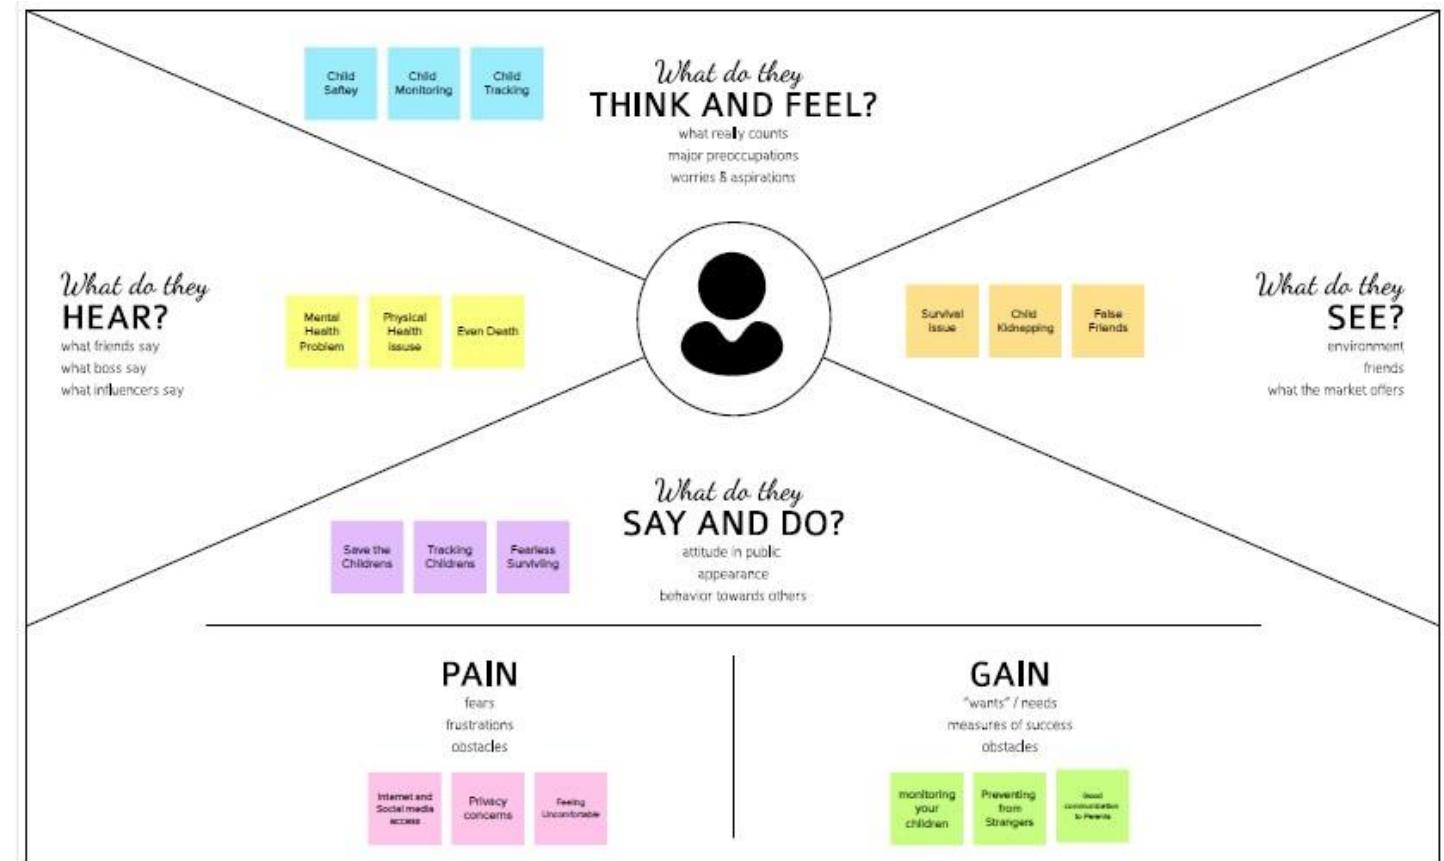 Child
Saftey
Child
Monitoring
Child
Tracking
What do they
THINK AND FEEL?
what really counts
major preoccupations
worries & aspirations
What do they
HEAR?
what friends say
what boss say
what influencers say
Mental
Health
Problem
Physical
Health
issuse
Even Death
Survival
issue
Child
Kidnapping
False
Friends
What do they
SEE?
environment
friends
what the market offers
What do they
SAY AND DO?
attitude in public
appearance
behavior towards others
Save the
Childrens
Tracking
Childrens
Fearless
Surviving
PAIN
fears
frustrations
obstacles
Internet and
Social media
access
Privacy
concerns
Feeling
Uncomfortable
GAIN
"wants" / needs
measures of success
obstacles
monitoring
your
children
Preventing
from
Strangers
Good
communication
to Parents